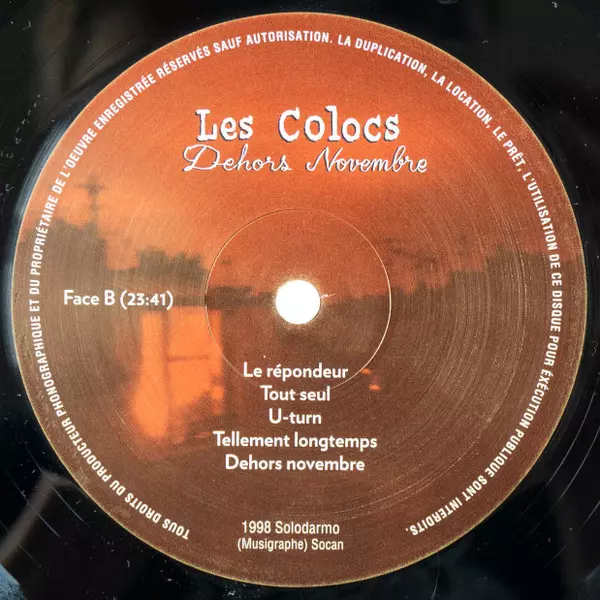 Les Colocs
Dehors Novembre
Face B (23:41)
Le répondeur
Tout seul
U-turn
Tellement longtemps
Dehors novembre
1998 Solodarmo
(Musigraphe) Socan
TOUS DROITS DU PRODUCTEUR PHONOGRAPHIQUE ET DU PROPRIÉTAIRE DE L'OEUVRE ENREGISTRÉE RÉSERVÉS SAUF AUTORISATION. LA DUPLICATION, LA LOCATION, LE PRÊT, L'UTILISATION DE CE DISQUE POUR ÉXÉCUTION PUBLIQUE SONT INTERDITS.